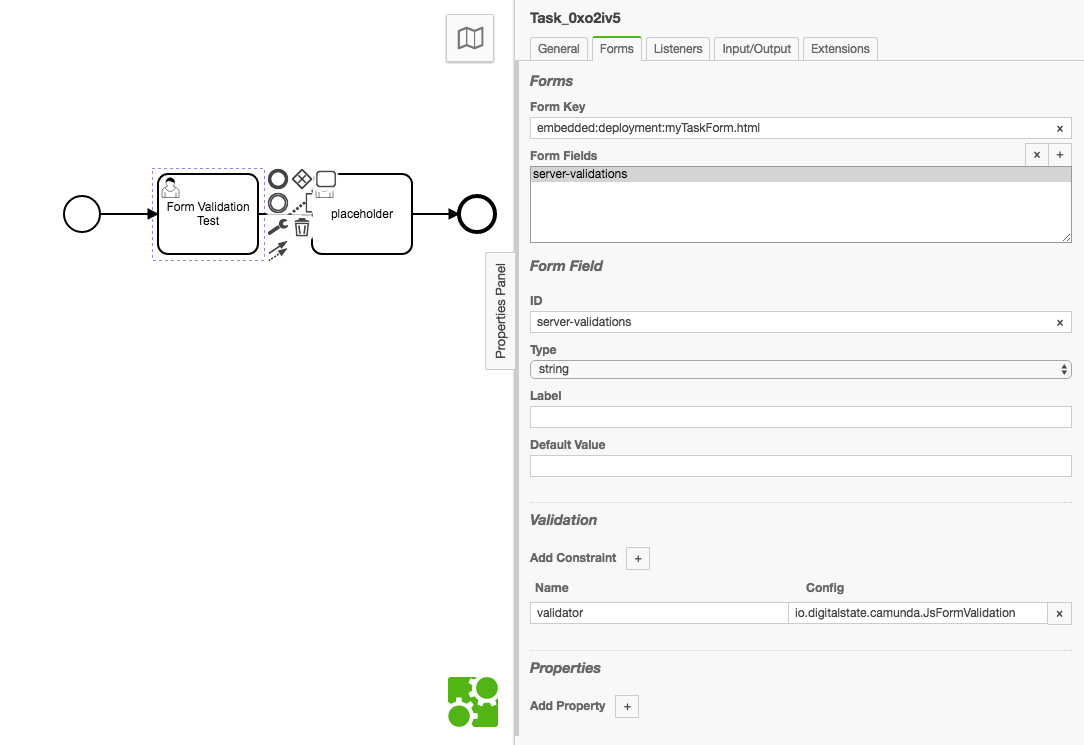 Task_0xo2iv5
General Forms Listeners Input/Output Extensions
Forms
Form Key
embedded:deployment:myTaskForm.html ×
Form Fields × +
server-validations
Form Field
ID
server-validations ×
Type
string
Label
Default Value
Validation
Add Constraint +
Name Config
validator io.digitalstate.camunda.JsFormValidation ×
Properties
Add Property +
Properties Panel
Form Validation
Test
placeholder